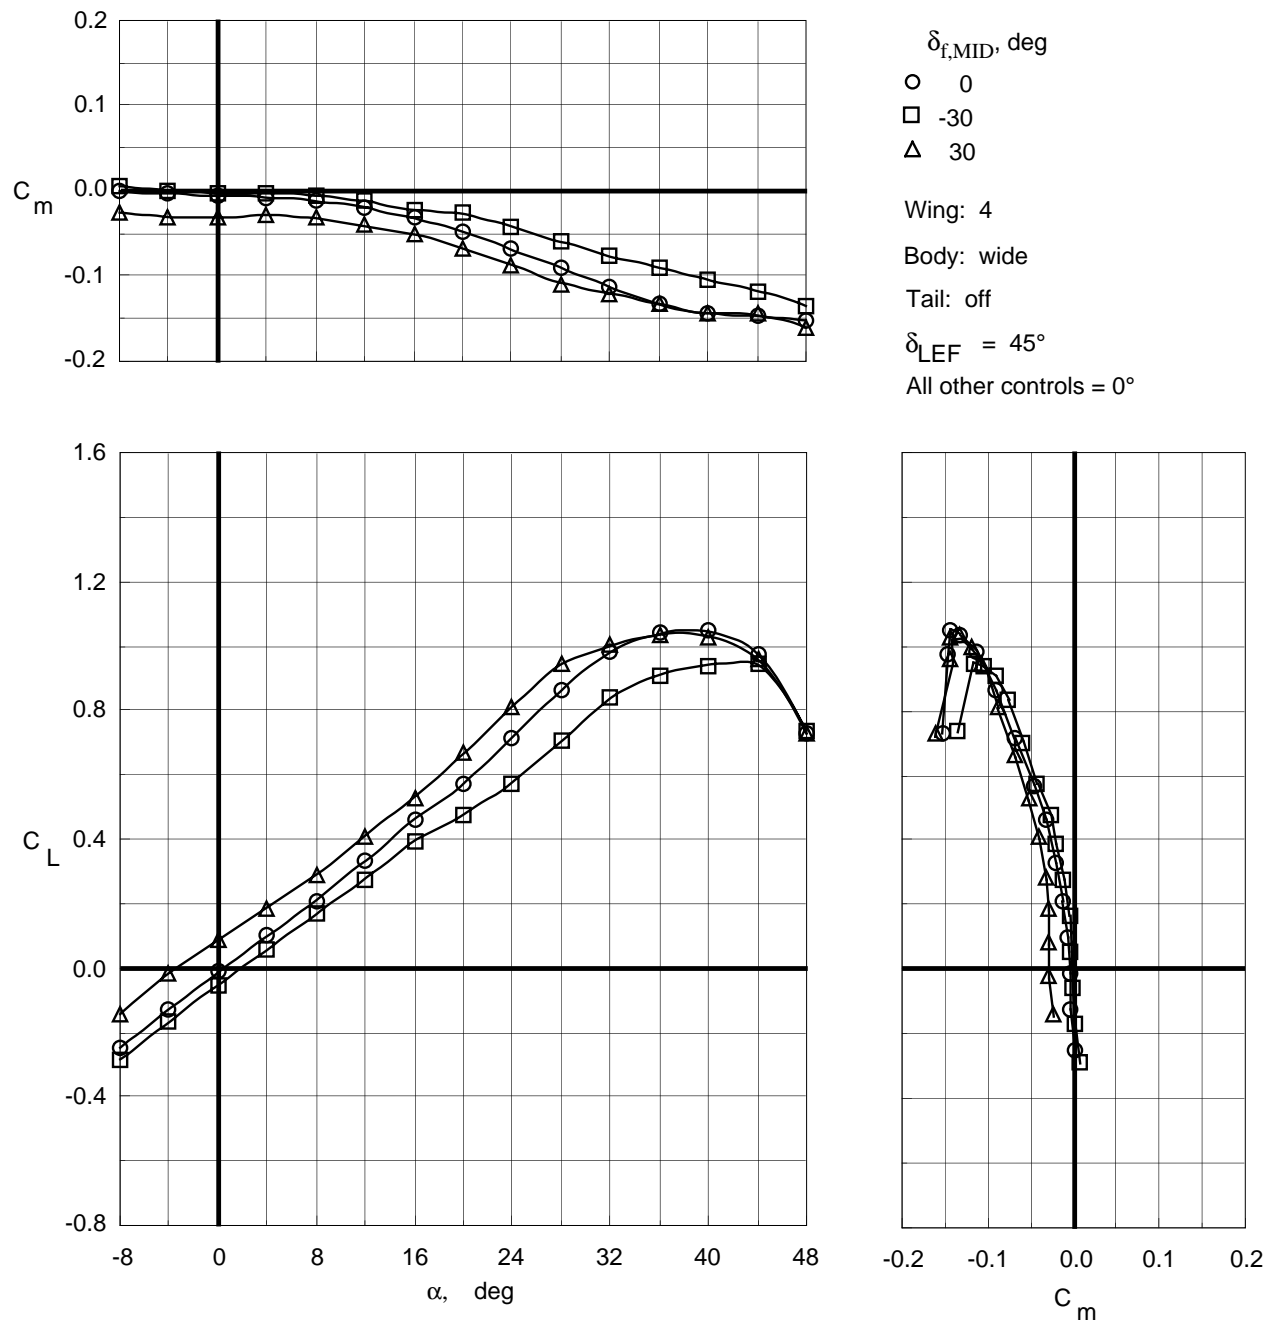 0.2
0.1
0.0
-0.1
-0.2
C m
δf,MID, deg
0
-30
30
Wing: 4
Body: wide
Tail: off
δLEF = 45°
All other controls = 0°
1.6
1.2
0.8
0.4
0.0
-0.4
-0.8
C L
-8 0 8 16 24 32 40 48
α, deg
-0.2 -0.1 0.0 0.1 0.2
C m